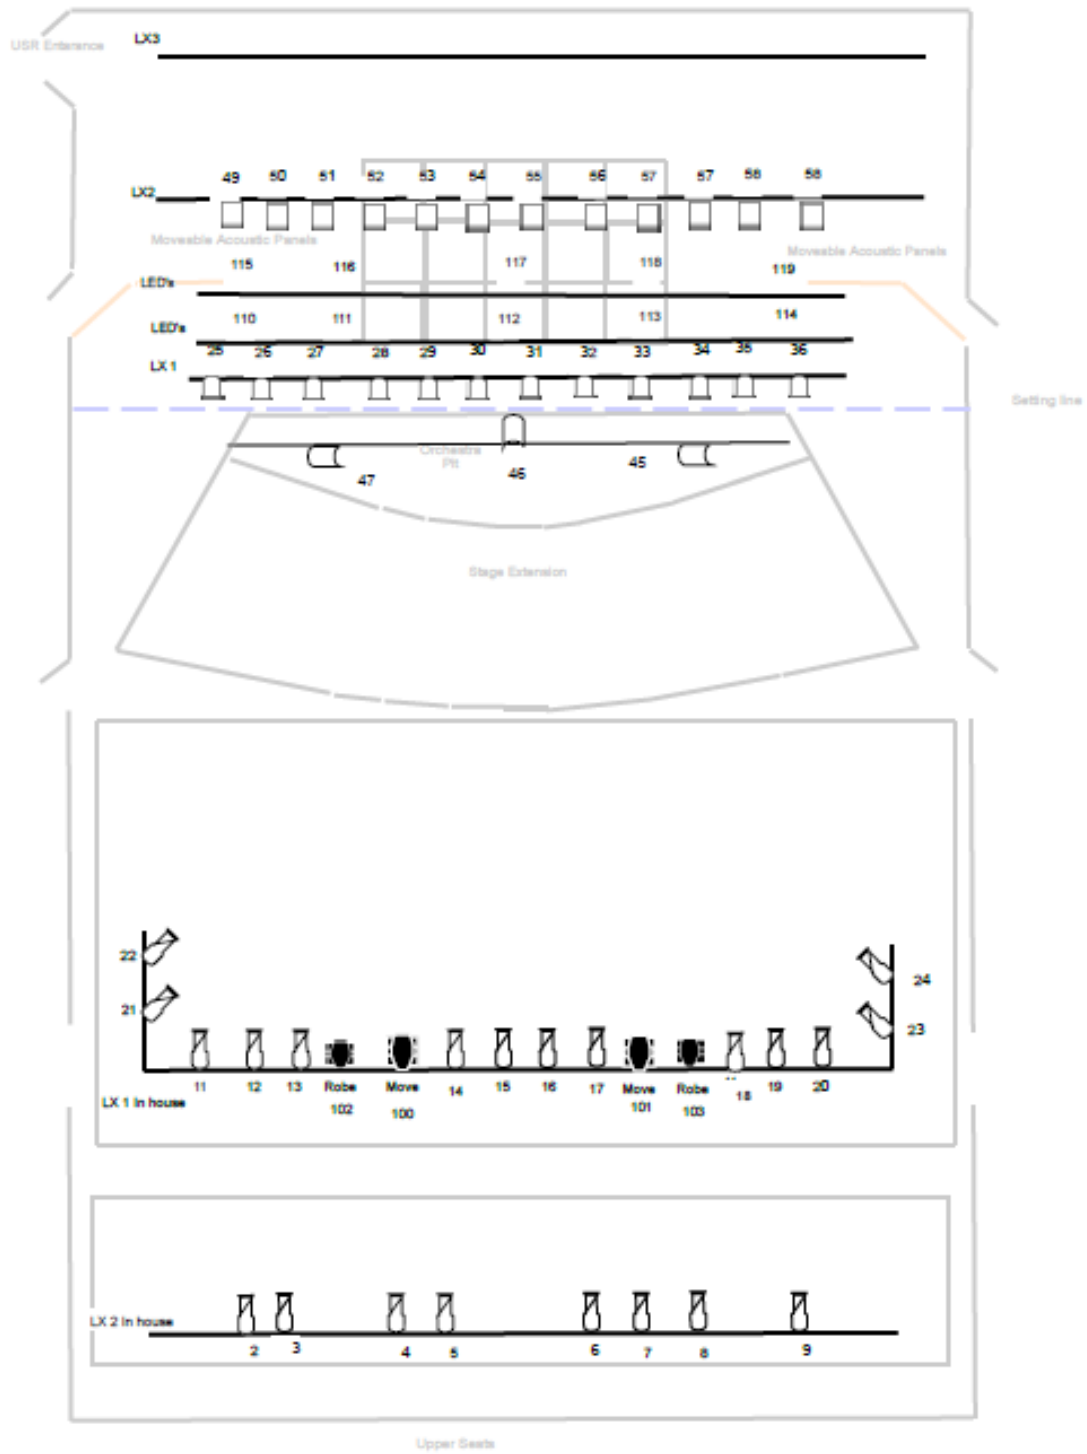 LX3
USR Enterence
49 50 51 52 53 54 55 56 57 57 58 58
LX2
Moveable Acoustic Panels
Moveable Acoustic Panels
115 116 117 118 119
LED's
110 111 112 113 114
LED's
25 26 27 28 29 30 31 32 33 34 35 36
LX 1
Setting line
Orchestra
Pit
47 46 45
Stage Extension
22
24
21
23
11 12 13 Robe Move 14 15 16 17 Move Robe 18 19 20
102 100 101 103
LX 1 In house
LX 2 In house
2 3 4 5 6 7 8 9
Upper Seats